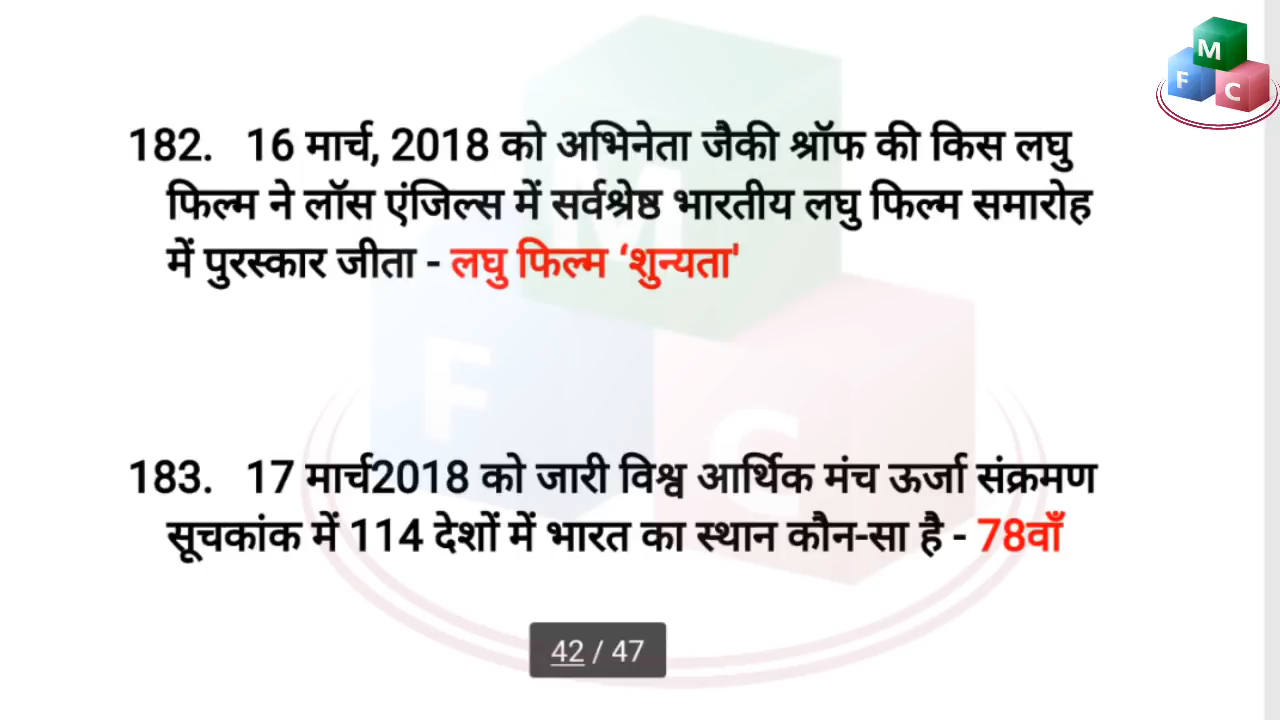 M
F C
182. 16 मार्च, 2018 को अभिनेता जैकी श्रॉफ की किस लघु
फिल्म ने लॉस एंजिल्स में सर्वश्रेष्ठ भारतीय लघु फिल्म समारोह
में पुरस्कार जीता - लघु फिल्म ‘शुन्यता'
183. 17 मार्च2018 को जारी विश्व आर्थिक मंच ऊर्जा संक्रमण
सूचकांक में 114 देशों में भारत का स्थान कौन-सा है - 78वाँ
42 / 47